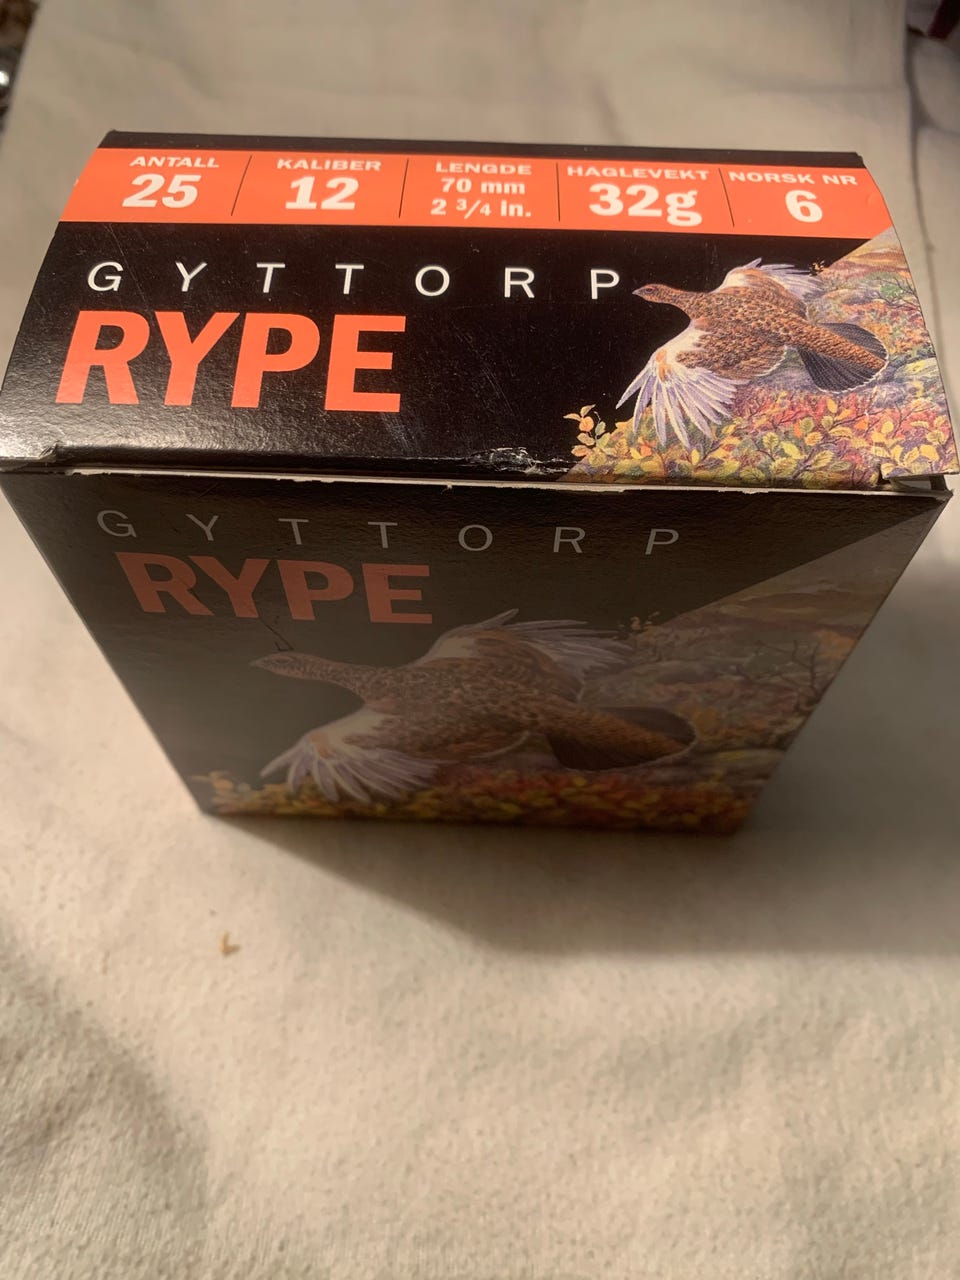 ANTALL KALIBER LENGDE HAGLEVEKT NORSK NR
25 12 70 mm 32g 6
2 3/4 In.
GYTTORP
RYPE
GYTTORP
RYPE